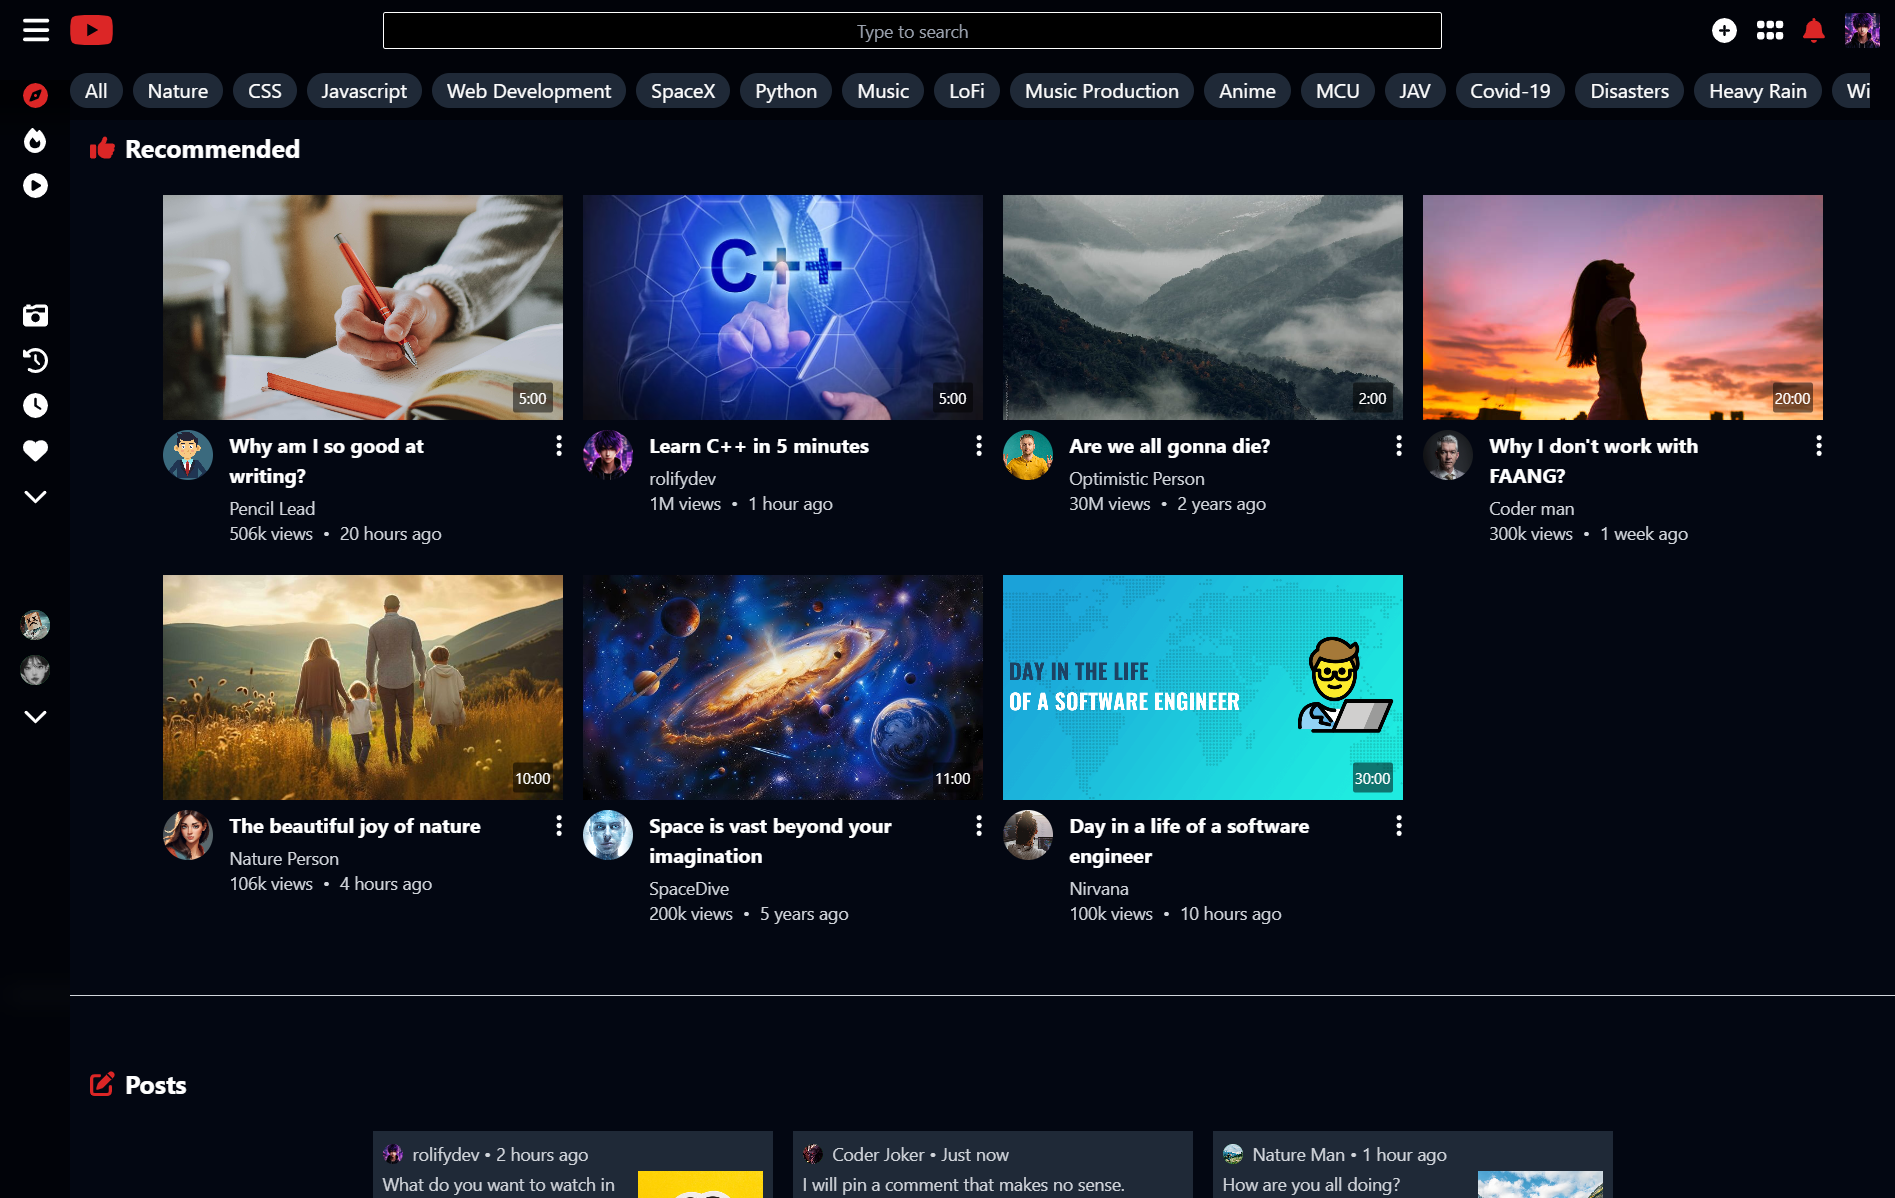 Type to search
All Nature CSS Javascript Web Development SpaceX Python Music LoFi Music Production Anime MCU JAV Covid-19 Disasters Heavy Rain Wi
Recommended
5:00
C++
5:00
2:00
20:00
Why am I so good at
writing?
Pencil Lead
506k views • 20 hours ago
Learn C++ in 5 minutes
rolifydev
1M views • 1 hour ago
Are we all gonna die?
Optimistic Person
30M views • 2 years ago
Why I don't work with
FAANG?
Coder man
300k views • 1 week ago
10:00
11:00
DAY IN THE LIFE
OF A SOFTWARE ENGINEER
30:00
The beautiful joy of nature
Nature Person
106k views • 4 hours ago
Space is vast beyond your
imagination
SpaceDive
200k views • 5 years ago
Day in a life of a software
engineer
Nirvana
100k views • 10 hours ago
Posts
rolifydev • 2 hours ago
What do you want to watch in
Coder Joker • Just now
I will pin a comment that makes no sense.
Nature Man • 1 hour ago
How are you all doing?